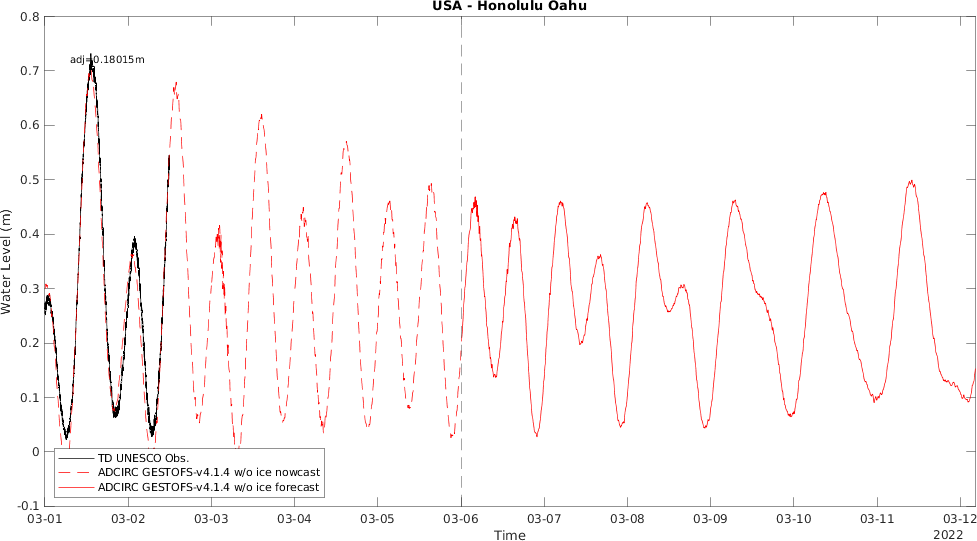 USA - Honolulu Oahu
adj=0.18015m
Water Level (m)
0.8
0.7
0.6
0.5
0.4
0.3
0.2
0.1
0
-0.1
TD UNESCO Obs.
ADCIRC GESTOFS-v4.1.4 w/o ice nowcast
ADCIRC GESTOFS-v4.1.4 w/o ice forecast
03-01 03-02 03-03 03-04 03-05 03-06 03-07 03-08 03-09 03-10 03-11 03-12
Time
2022